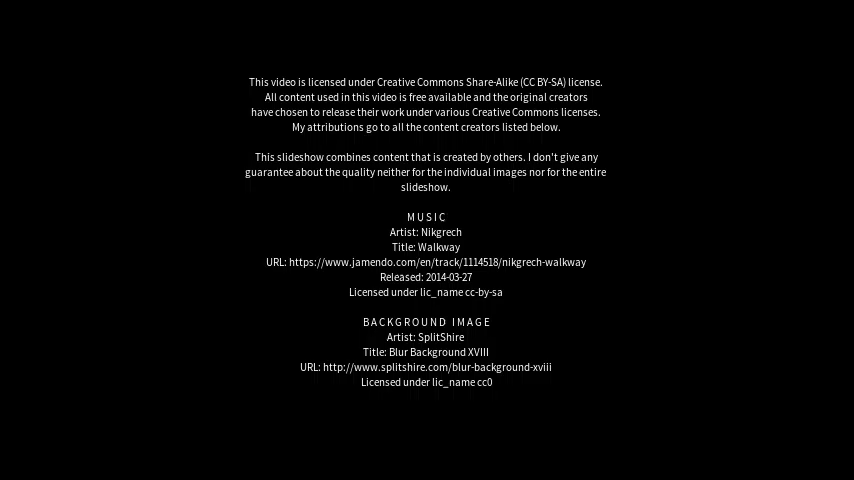 This video is licensed under Creative Commons Share-Alike (CC BY-SA) license.
All content used in this video is free available and the original creators
have chosen to release their work under various Creative Commons licenses.
My attributions go to all the content creators listed below.
This slideshow combines content that is created by others. I don't give any
guarantee about the quality neither for the individual images nor for the entire
slideshow.
MUSIC
Artist: Nikgrech
Title: Walkway
URL: https://www.jamendo.com/en/track/1114518/nikgrech-walkway
Released: 2014-03-27
Licensed under lic_name cc-by-sa
BACKGROUND IMAGE
Artist: SplitShire
Title: Blur Background XVIII
URL: http://www.splitshire.com/blur-background-xviii
Licensed under lic_name cc0